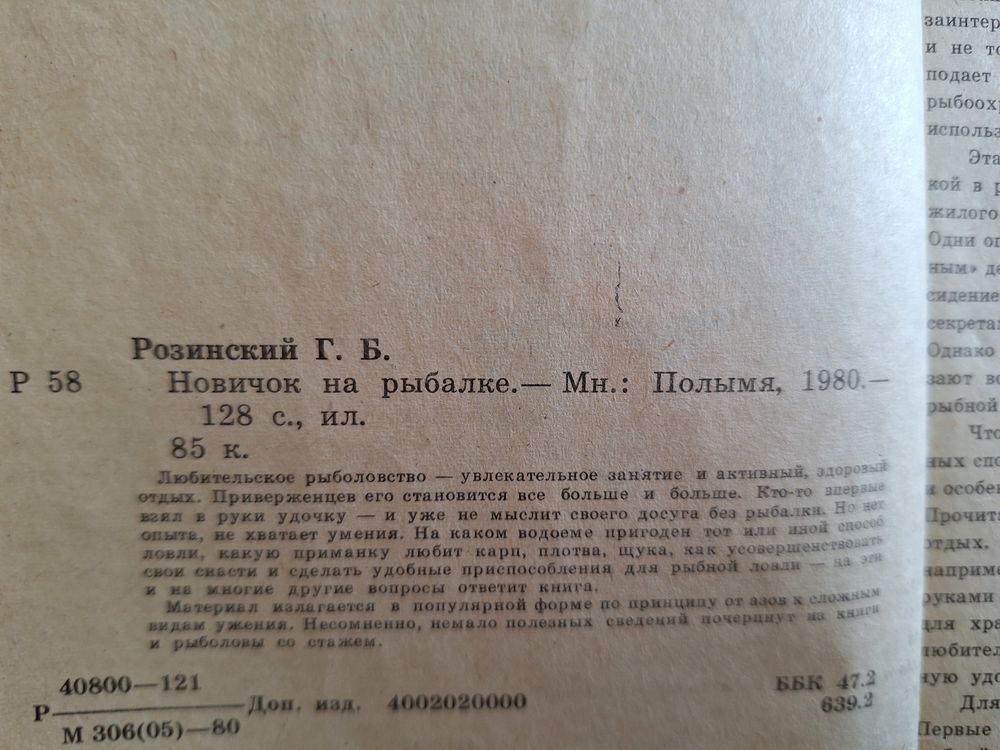 Розинский Г. Б.
Р 58 Новичок на рыбалке.— Мн.: Полымя, 1980.—
128 с., ил.
85 к.
Любительское рыболовство — увлекательное занятие и активный, здоровый
отдых. Приверженцев его становится все больше и больше. Кто-то впервые
взял в руки удочку — и уже не мыслит своего досуга без рыбалки. Но нет
опыта, не хватает умения. На каком водоеме пригоден тот или иной способ
ловли, какую приманку любит карп, плотва, щука, как усовершенствовать
свои снасти и сделать удобные приспособления для рыбной ловли — на эти
и на многие другие вопросы ответит книга.
Материал излагается в популярной форме по принципу от азов к сложным
видам ужения. Несомненно, немало полезных сведений почерпнут из книги
и рыболовы со стажем.
40800—121
Р Доп. изд. 4002020000
М 306(05)—80
ББК 47.2
639.2
заинтер
и не то
подает
рыбоох
использ
Эта
кой в р
жилого
Одни оп
ным» де
сидение
секрета
Однако
зают во
рыбной
Что
ных спо
и особен
Прочита
отдых.
наприме
руками
для хра
любител
ную удо
Для
Первые